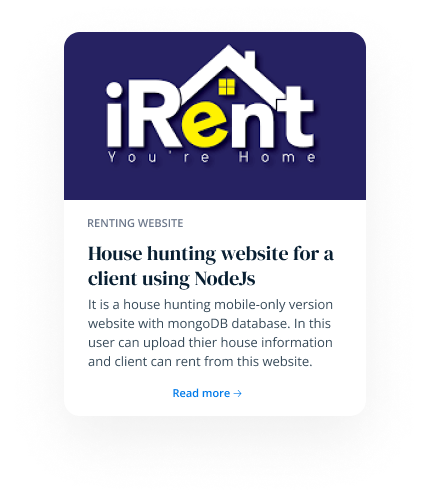 iRent
You're Home
RENTING WEBSITE
House hunting website for a
client using NodeJs
It is a house hunting mobile-only version
website with mongoDB database. In this
user can upload thier house information
and client can rent from this website.
Read more →